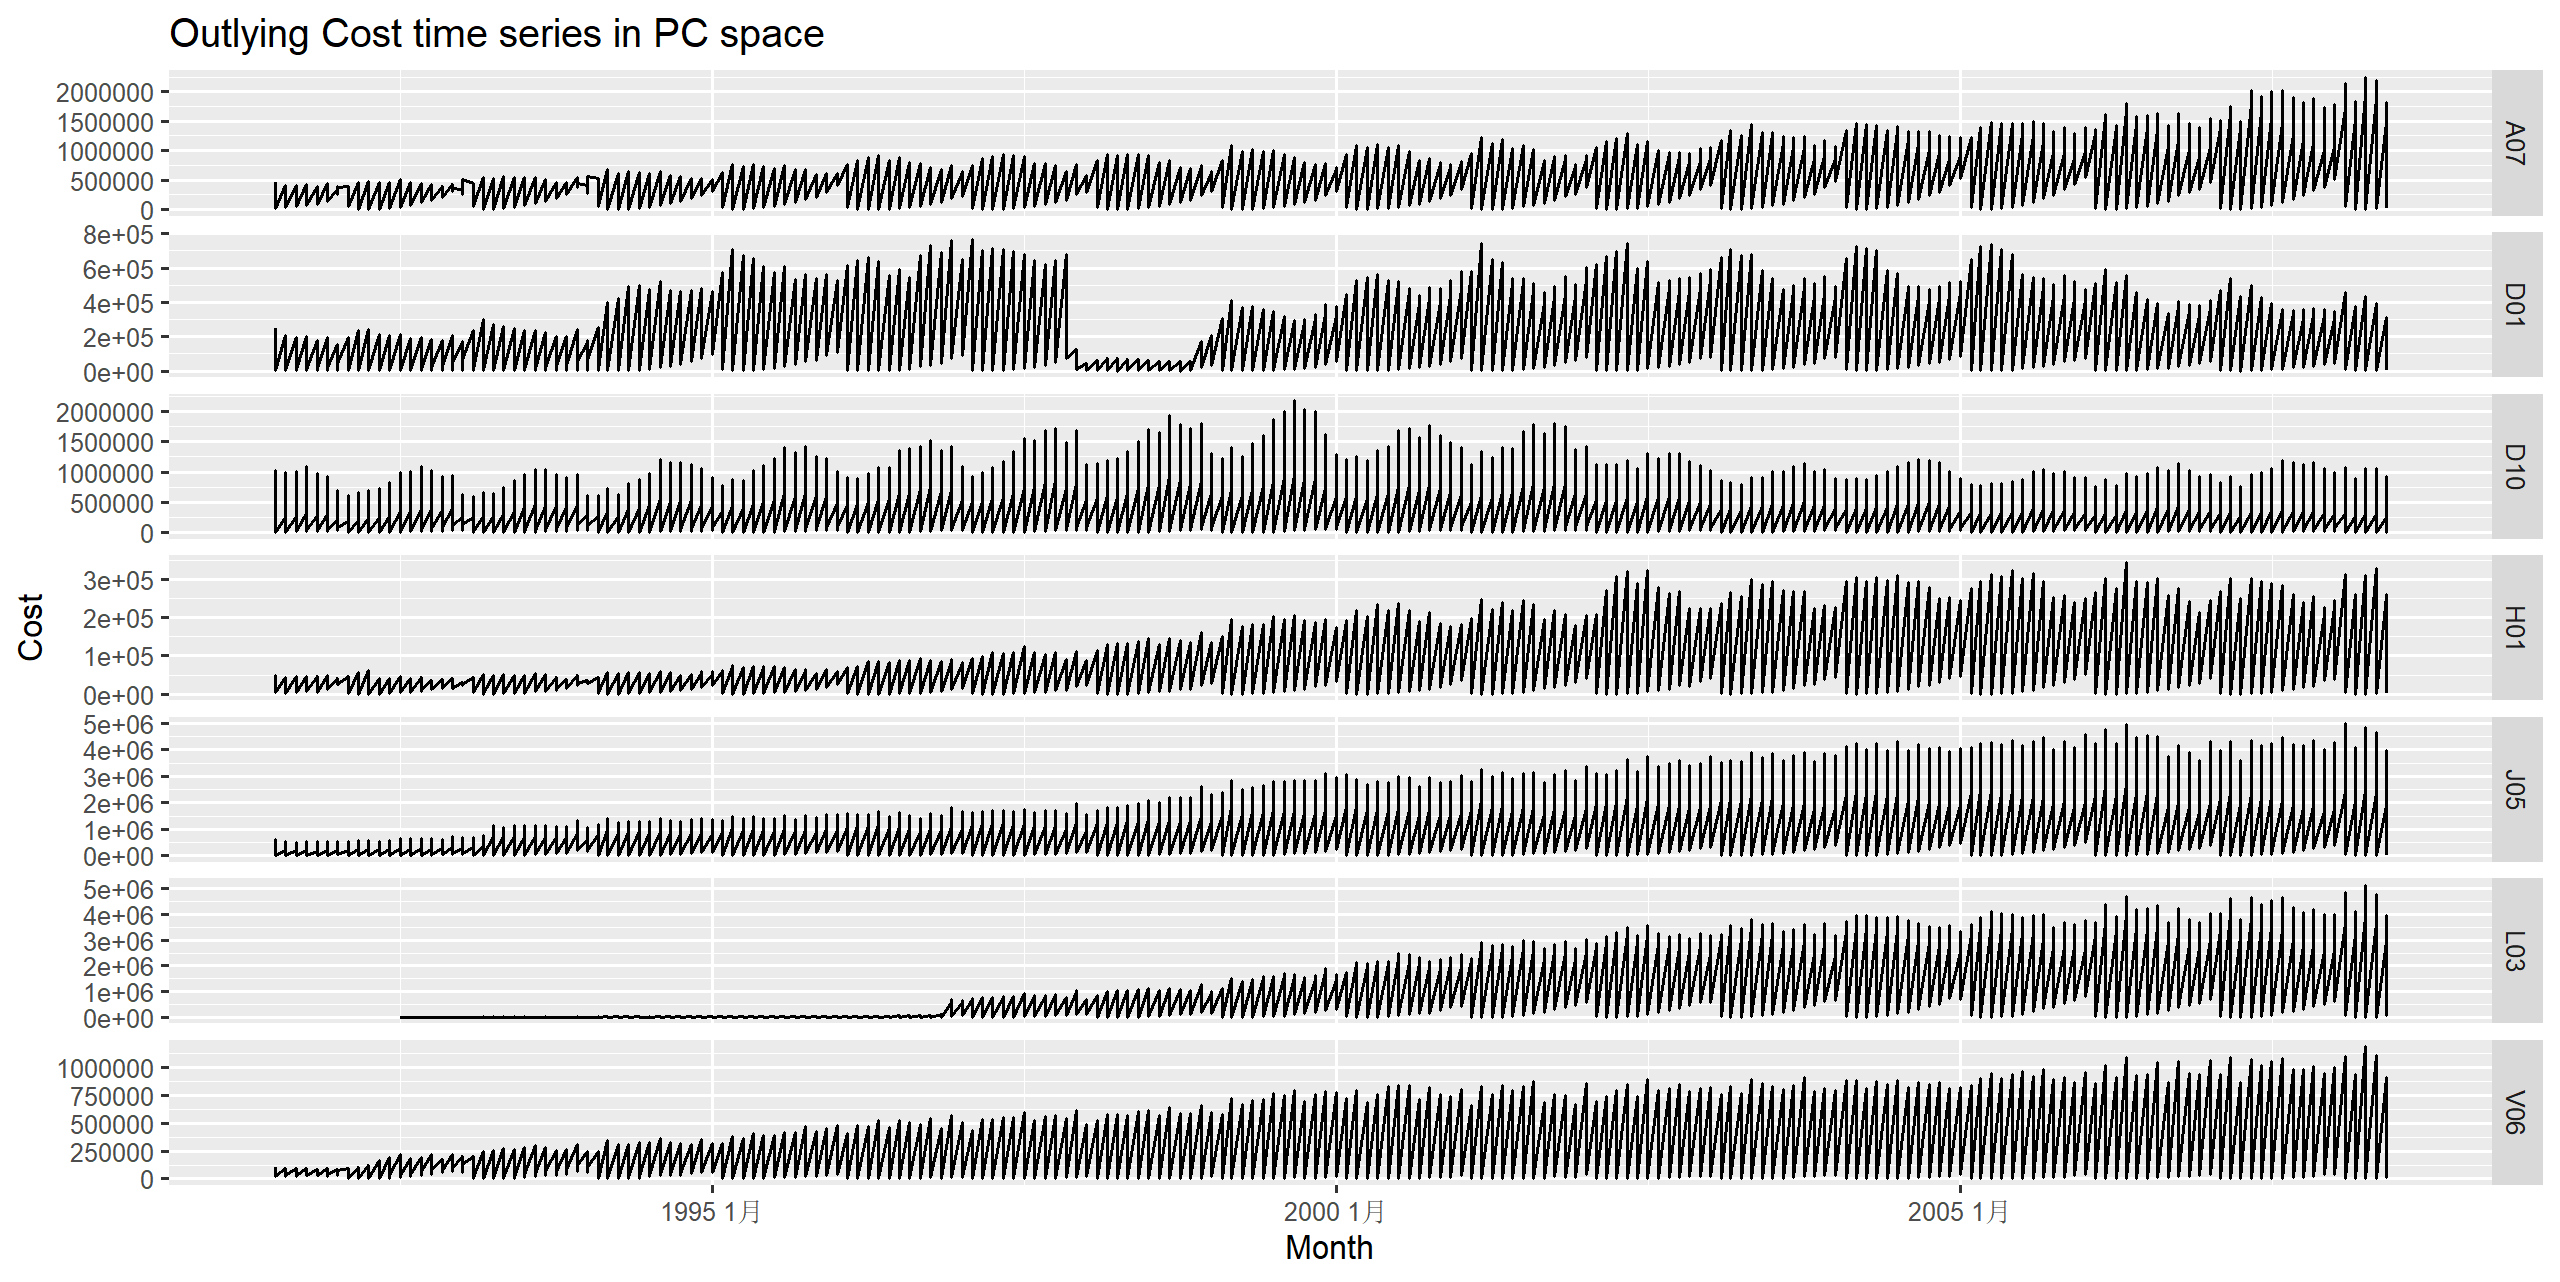 Outlying Cost time series in PC space
2000000
1500000
1000000
500000
0
A07
8e+05
6e+05
4e+05
2e+05
0e+00
D01
2000000
1500000
1000000
500000
0
D10
3e+05
2e+05
1e+05
0e+00
H01
5e+06
4e+06
3e+06
2e+06
1e+06
0e+00
J05
5e+06
4e+06
3e+06
2e+06
1e+06
0e+00
L03
1000000
750000
500000
250000
0
V06
Cost
1995 1月
2000 1月
2005 1月
Month